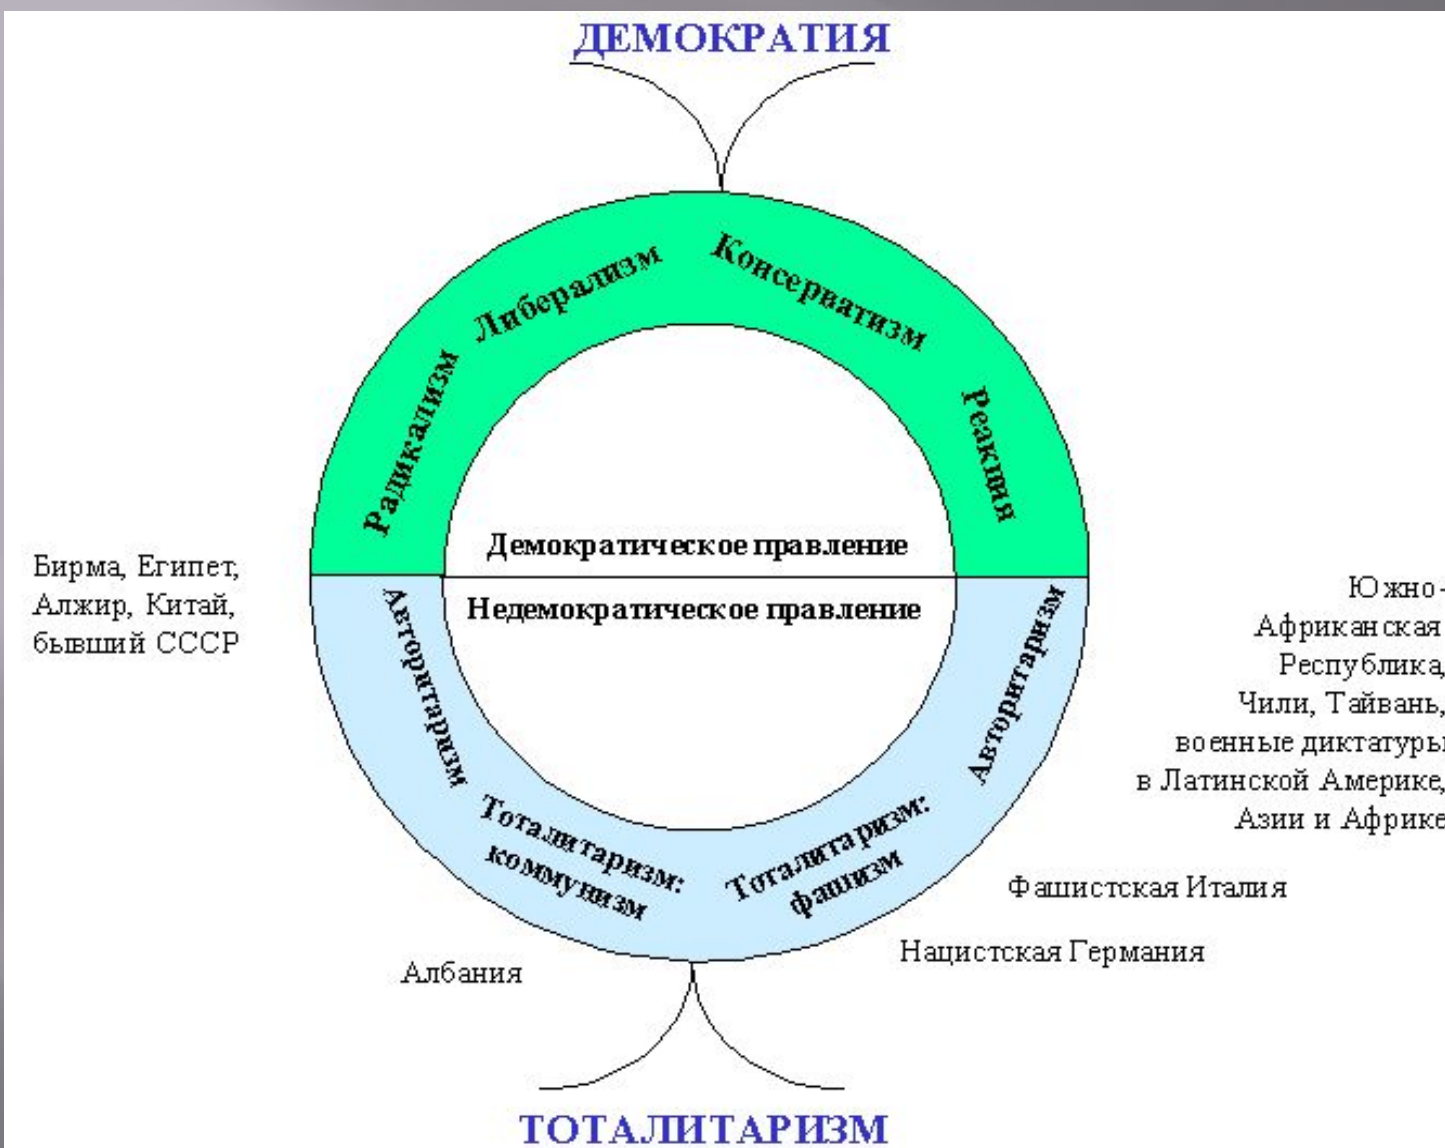 ДЕМОКРАТИЯ
Радикализм
Либерализм
Консерватизм
Реакция
Демократическое правление
Недемократическое правление
Бирма, Египет,
Алжир, Китай,
бывший СССР
Южно-
Африканская
Республика,
Чили, Тайвань,
военные диктатуры
в Латинской Америке,
Азии и Африке
Авторитаризм
Тоталитаризм:
коммунизм
Тоталитаризм:
фашизм
Авторитаризм
Фашистская Италия
Нацистская Германия
Албания
ТОТАЛИТАРИЗМ